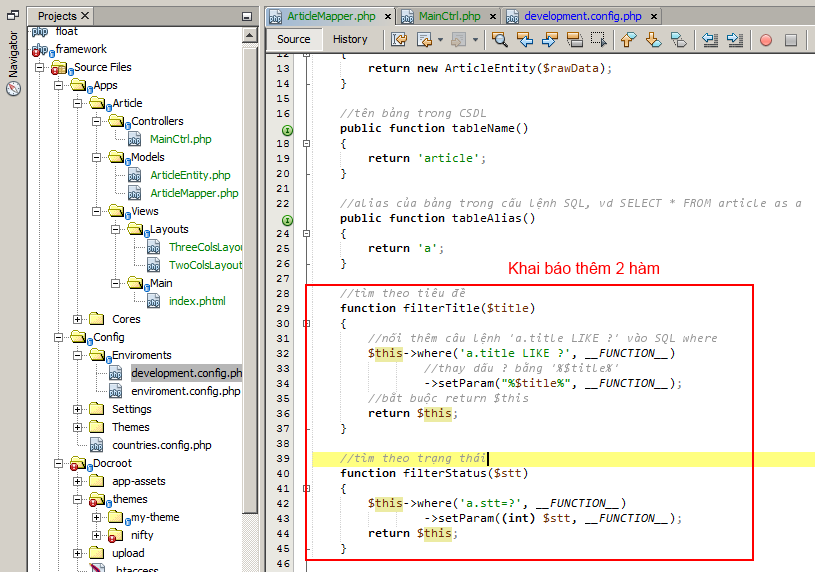 Navigator
Projects
float
framework
Source Files
Apps
Article
Controllers
MainCtrl.php
Models
ArticleEntity.php
ArticleMapper.php
Views
Layouts
ThreeColsLayou
TwoColsLayout
Main
index.phtml
Cores
Config
Enviroments
development.config.ph
enviroment.config.php
Settings
Themes
countries.config.php
Docroot
app-assets
themes
my-theme
nifty
upload
.htaccess
ArticleMapper.php
MainCtrl.php
development.config.php
Source
History
12 {
13 return new ArticleEntity($rawData);
14 }
15
16 //tên bảng trong CSDL
public function tableName()
18 {
19 return 'article';
20 }
21
22 //alias của bảng trong câu lệnh SQL, vd SELECT * FROM article as a
public function tableAlias()
24 {
25 return 'a';
26 }
27
Khai báo thêm 2 hàm
28 //tìm theo tiêu đề
29 function filterTitle($title)
30 {
31 //nối thêm câu lệnh 'a.title LIKE ?' vào SQL where
32 $this->where('a.title LIKE ?', __FUNCTION__)
33 //thay dấu ? bằng '%$title%'
34 ->setParam("%$title%", __FUNCTION__);
35 //bắt buộc return $this
36 return $this;
37 }
38
39 //tìm theo trạng thái
40 function filterStatus($stt)
41 {
42 $this->where('a.stt=?', __FUNCTION__)
43 ->setParam((int) $stt, __FUNCTION__);
44 return $this;
45 }
46